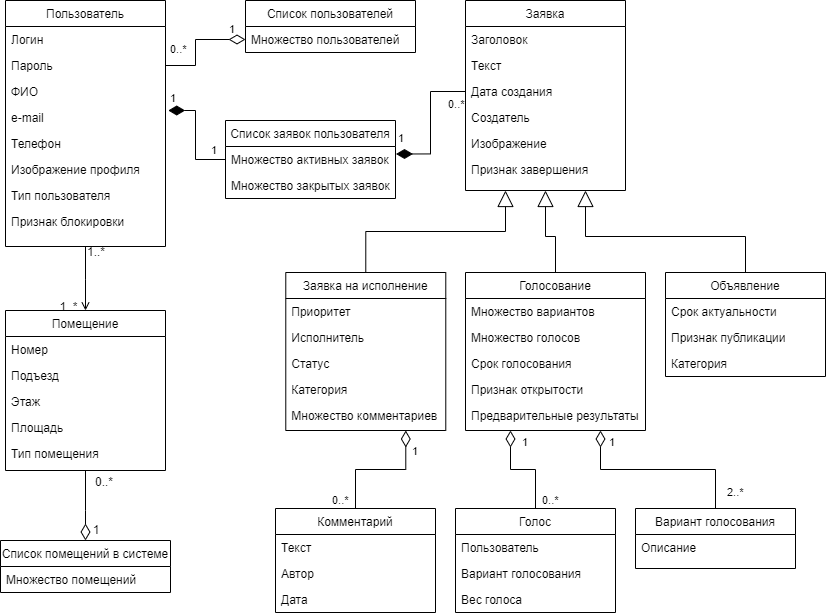 Пользователь
Логин
Пароль
ФИО
e-mail
Телефон
Изображение профиля
Тип пользователя
Признак блокировки
Список пользователей
Множество пользователей
1
0..*
1
1
Список заявок пользователя
Множество активных заявок
Множество закрытых заявок
1
0..*
Заявка
Заголовок
Текст
Дата создания
Создатель
Изображение
Признак завершения
1..*
1..*
Помещение
Номер
Подъезд
Этаж
Площадь
Тип помещения
0..*
1
Список помещений в системе
Множество помещений
Заявка на исполнение
Приоритет
Исполнитель
Статус
Категория
Множество комментариев
1
0..*
Комментарий
Текст
Автор
Дата
Голосование
Множество вариантов
Множество голосов
Срок голосования
Признак открытости
Предварительные результаты
1
0..*
Голос
Пользователь
Вариант голосования
Вес голоса
1
2..*
Вариант голосования
Описание
Объявление
Срок актуальности
Признак публикации
Категория